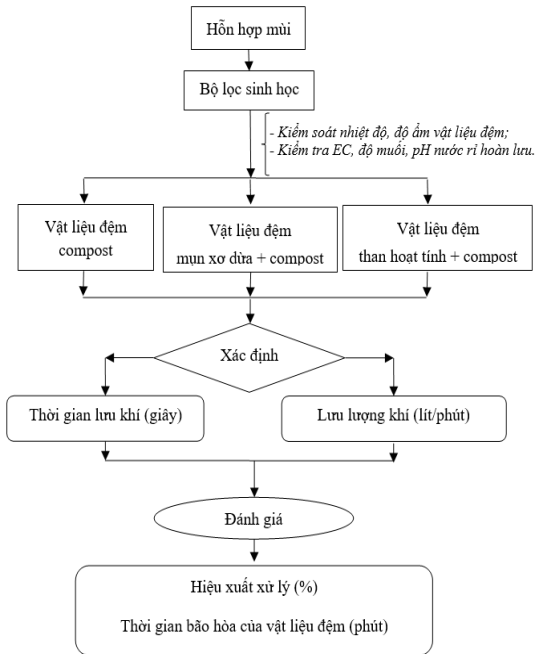 Hỗn hợp mùi
Bộ lọc sinh học
- Kiểm soát nhiệt độ, độ ẩm vật liệu đệm;
- Kiểm tra EC, độ muối, pH nước rỉ hoàn lưu.
Vật liệu đệm
compost
Vật liệu đệm
mụn xơ dừa + compost
Vật liệu đệm
than hoạt tính + compost
Xác định
Thời gian lưu khí (giây)
Lưu lượng khí (lít/phút)
Đánh giá
Hiệu xuất xử lý (%)
Thời gian bão hòa của vật liệu đệm (phút)